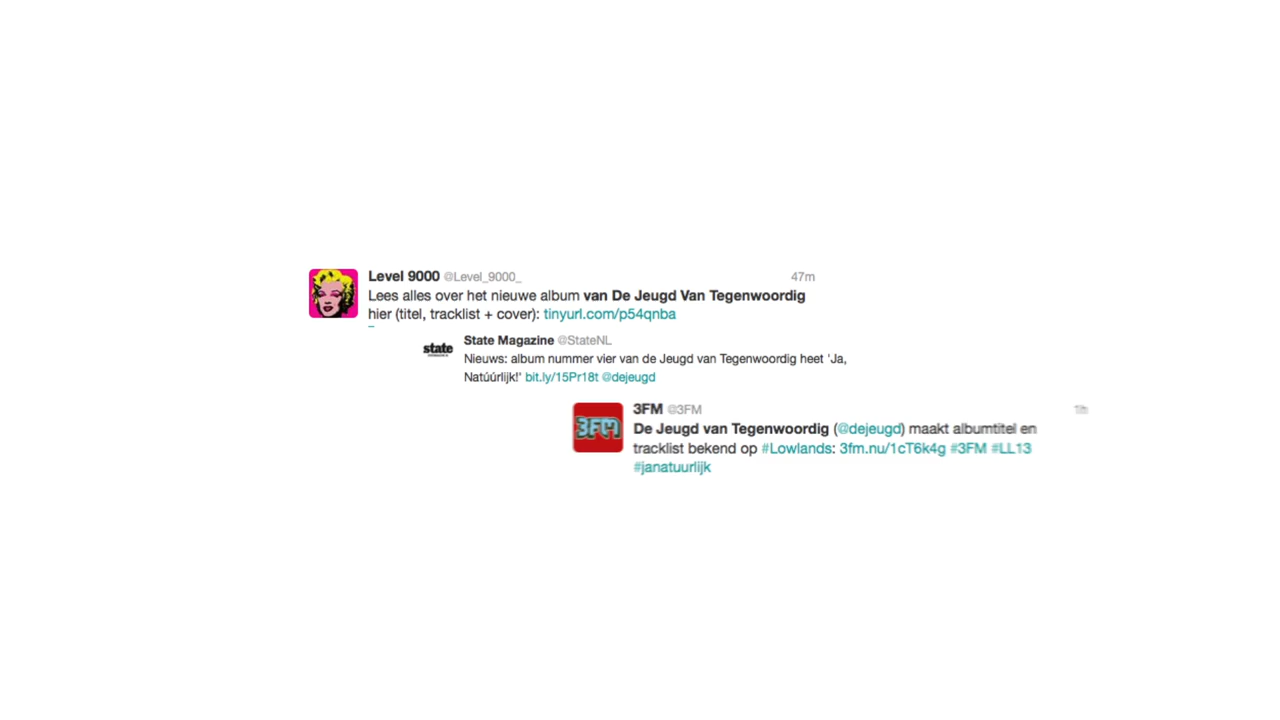 Level 9000 @Level_9000_ 47m
Lees alles over het nieuwe album van De Jeugd Van Tegenwoordig
hier (titel, tracklist + cover): tinyurl.com/p54qnba
state
State Magazine @StateNL
Nieuws: album nummer vier van de Jeugd van Tegenwoordig heet 'Ja,
Natúúrlijk!' bit.ly/15Pr18t @dejeugd
3FM
3FM @3FM 1h
De Jeugd van Tegenwoordig (@dejeugd) maakt albumtitel en
tracklist bekend op #Lowlands: 3fm.nu/1cT6k4g #3FM #LL13
#janatuurlijk